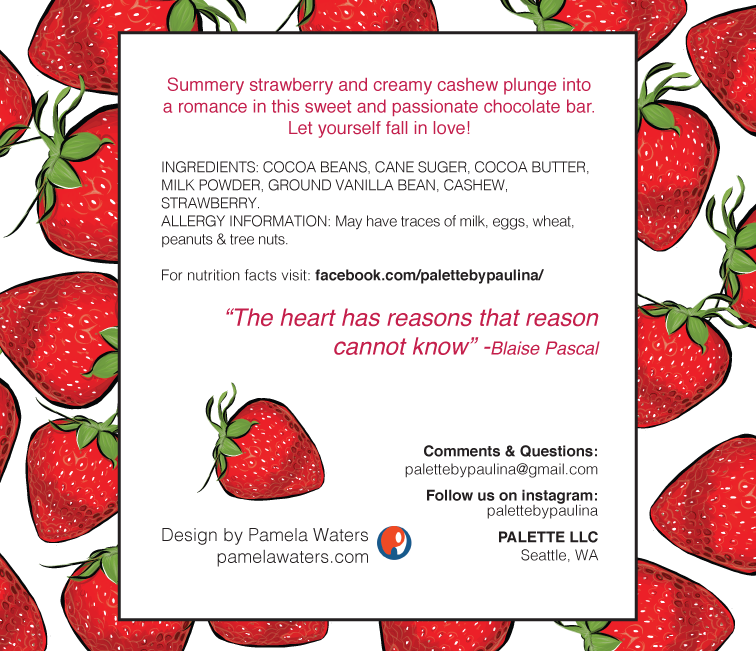 Summery strawberry and creamy cashew plunge into
a romance in this sweet and passionate chocolate bar.
Let yourself fall in love!
INGREDIENTS: COCOA BEANS, CANE SUGER, COCOA BUTTER,
MILK POWDER, GROUND VANILLA BEAN, CASHEW,
STRAWBERRY.
ALLERGY INFORMATION: May have traces of milk, eggs, wheat,
peanuts & tree nuts.
For nutrition facts visit: facebook.com/palettebypaulina/
“The heart has reasons that reason
cannot know” -Blaise Pascal
Comments & Questions:
palettebypaulina@gmail.com
Follow us on instagram:
palettebypaulina
PALETTE LLC
Seattle, WA
Design by Pamela Waters
pamelawaters.com